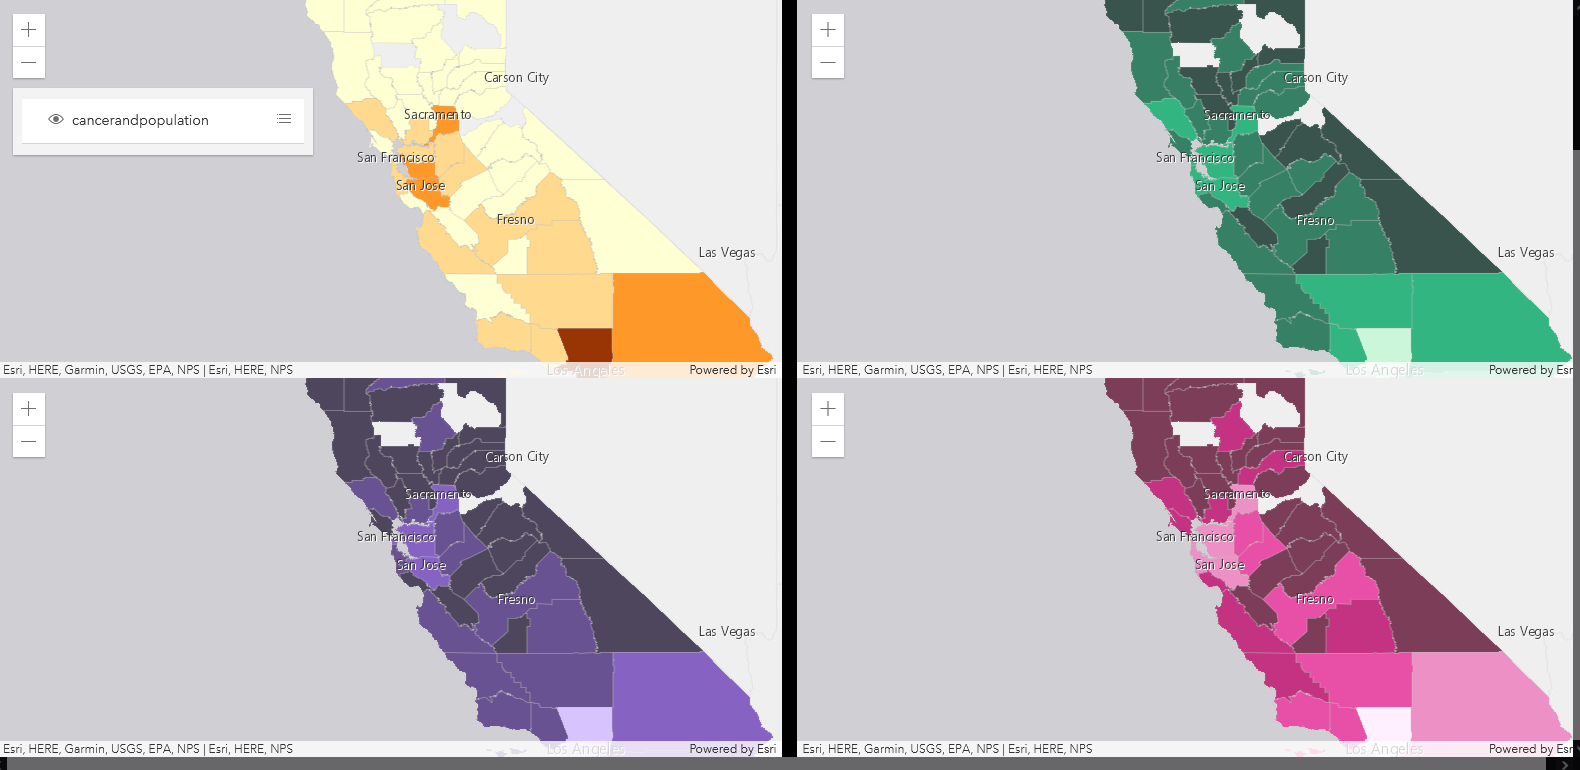 Carson City
cancerandpopulation
Sacramento
San Francisco
San Jose
Fresno
Las Vegas
Los Angeles
Esri, HERE, Garmin, USGS, EPA, NPS | Esri, HERE, NPS
Powered by Esri
Carson City
Sacramento
San Francisco
San Jose
Fresno
Las Vegas
Los Angeles
Esri, HERE, Garmin, USGS, EPA, NPS | Esri, HERE, NPS
Powered by Esr
Carson City
Sacramento
San Francisco
San Jose
Fresno
Las Vegas
Los Angeles
Esri, HERE, Garmin, USGS, EPA, NPS | Esri, HERE, NPS
Powered by Esri
Carson City
Sacramento
San Francisco
San Jose
Fresno
Las Vegas
Los Angeles
Esri, HERE, Garmin, USGS, EPA, NPS | Esri, HERE, NPS
Powered by Esr